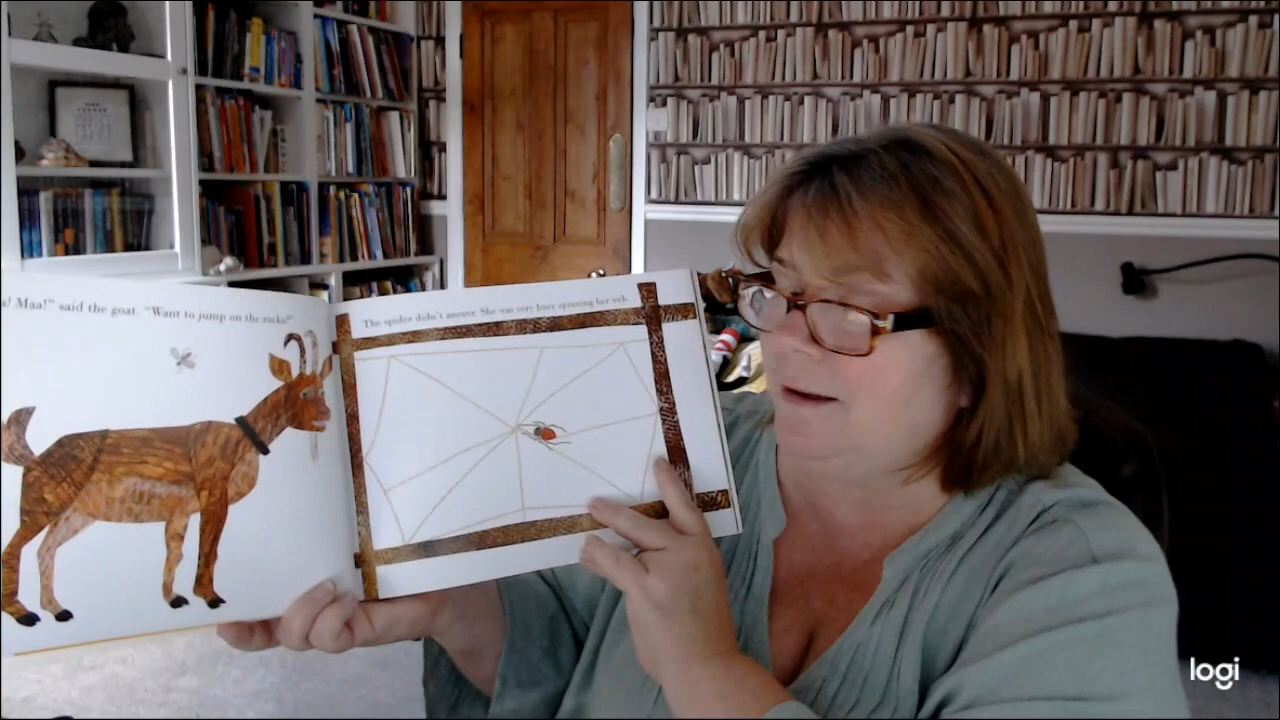 a! Maa!" said the goat. "Want to jump on the rocks?"
The spider didn't answer. She was very busy spinning her web.
logi